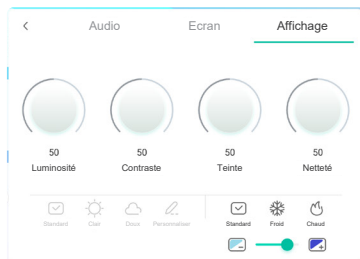 Audio Ecran Affichage
50 50 50 50
Luminosité Contraste Teinte Netteté
Standard Clair Doux Personnaliser Standard Froid Chaud